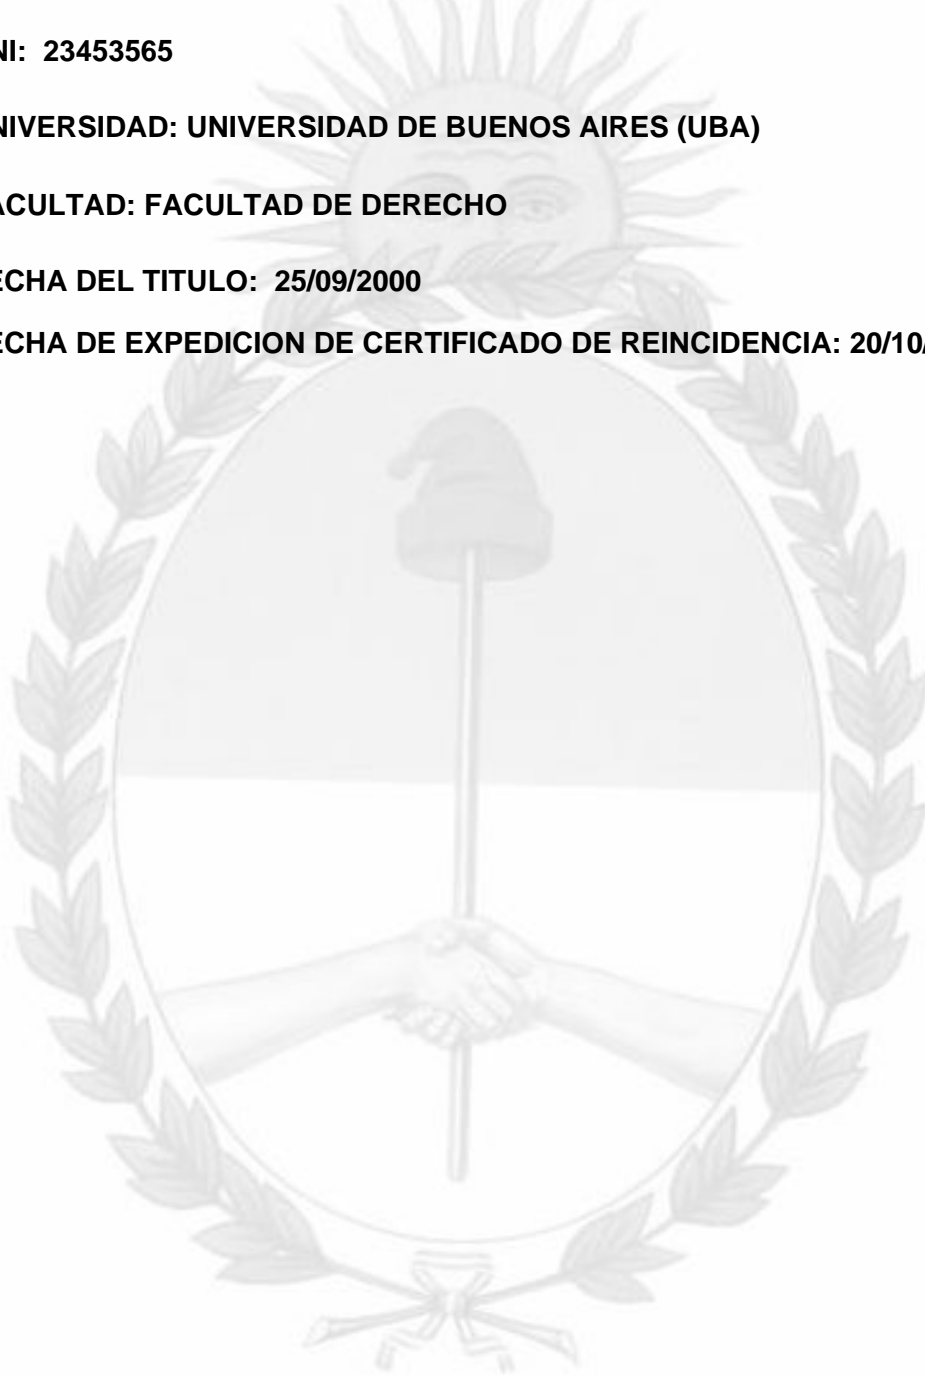 NI: 23453565
NIVERSIDAD: UNIVERSIDAD DE BUENOS AIRES (UBA)
ACULTAD: FACULTAD DE DERECHO
ECHA DEL TITULO: 25/09/2000
ECHA DE EXPEDICION DE CERTIFICADO DE REINCIDENCIA: 20/10/